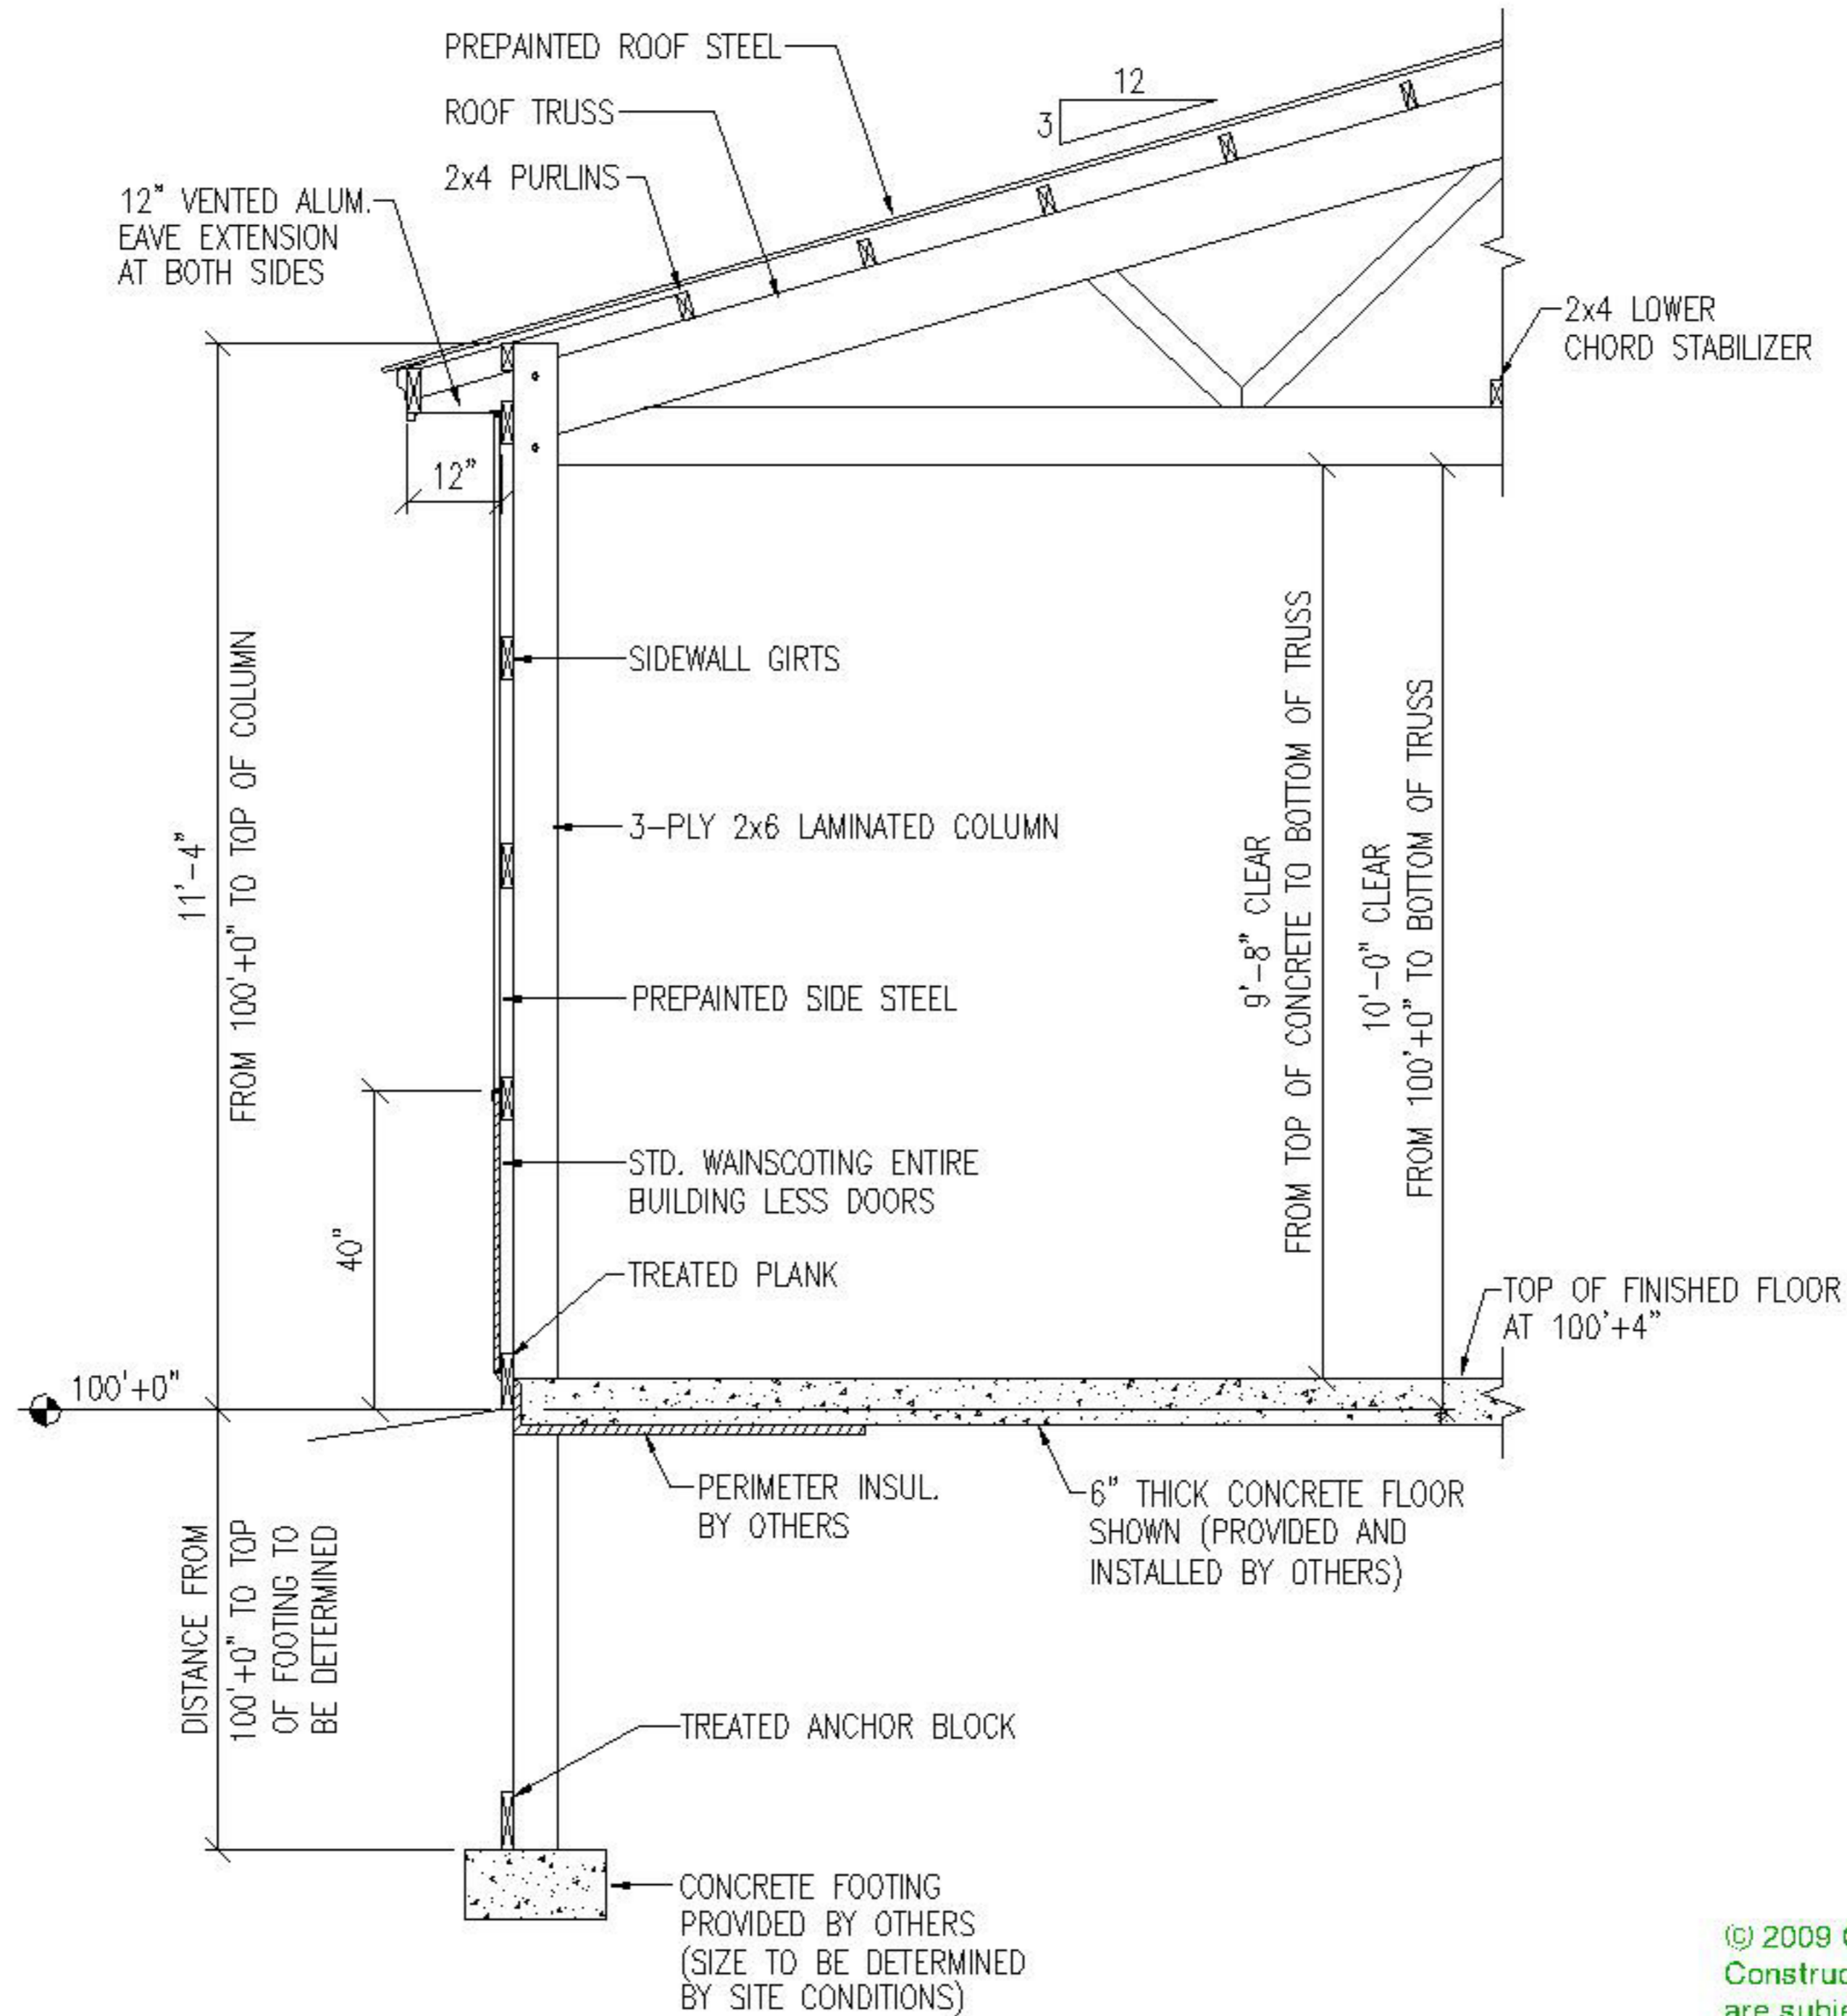 PREPAINTED ROOF STEEL
12
3
ROOF TRUSS
2x4 PURLINS
12" VENTED ALUM.
EAVE EXTENSION
AT BOTH SIDES
2x4 LOWER
CHORD STABILIZER
12"
SIDEWALL GIRTS
3-PLY 2x6 LAMINATED COLUMN
11'-4"
FROM 100'+0" TO TOP OF COLUMN
9'-8" CLEAR
FROM TOP OF CONCRETE TO BOTTOM OF TRUSS
10'-0" CLEAR
FROM 100'+0" TO BOTTOM OF TRUSS
PREPAINTED SIDE STEEL
STD. WAINSCOTING ENTIRE
BUILDING LESS DOORS
40"
TREATED PLANK
TOP OF FINISHED FLOOR
AT 100'+4"
100'+0"
PERIMETER INSUL.
BY OTHERS
6" THICK CONCRETE FLOOR
SHOWN (PROVIDED AND
INSTALLED BY OTHERS)
DISTANCE FROM
100'+0" TO TOP
OF FOOTING TO
BE DETERMINED
TREATED ANCHOR BLOCK
CONCRETE FOOTING
PROVIDED BY OTHERS
(SIZE TO BE DETERMINED
BY SITE CONDITIONS)
© 2009
Construc
are subje